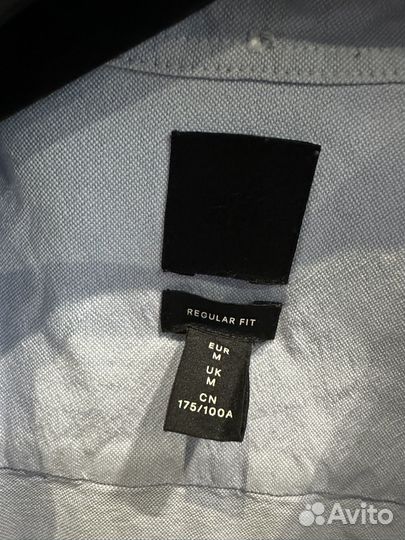 REGULAR FIT
EUR
M
UK
M
CN
175/100A
Avito